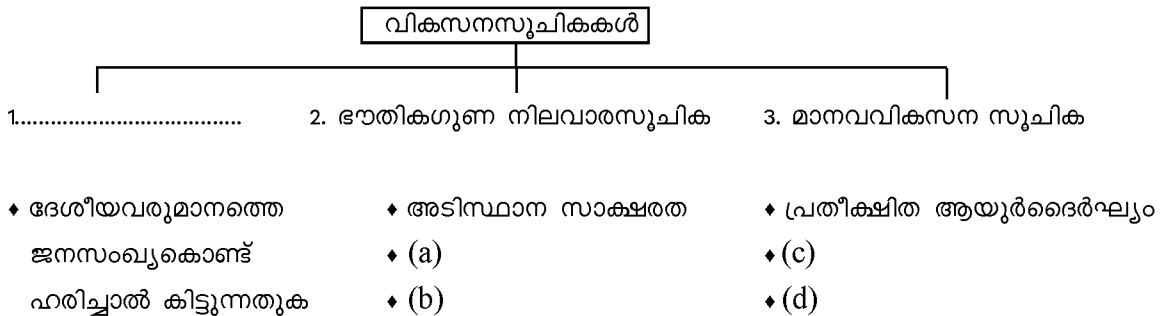 വികസനസൂചികകൾ
1.......................................
2. ഭൗതികഗുണ നിലവാരസൂചിക
3. മാനവവികസന സൂചിക
♦ ദേശീയവരുമാനത്തെ
ജനസംഖ്യകൊണ്ട്
ഹരിച്ചാൽ കിട്ടുന്നതുക
♦ അടിസ്ഥാന സാക്ഷരത
♦ (a)
♦ (b)
♦ പ്രതീക്ഷിത ആയുർദൈർഘ്യം
♦ (c)
♦ (d)